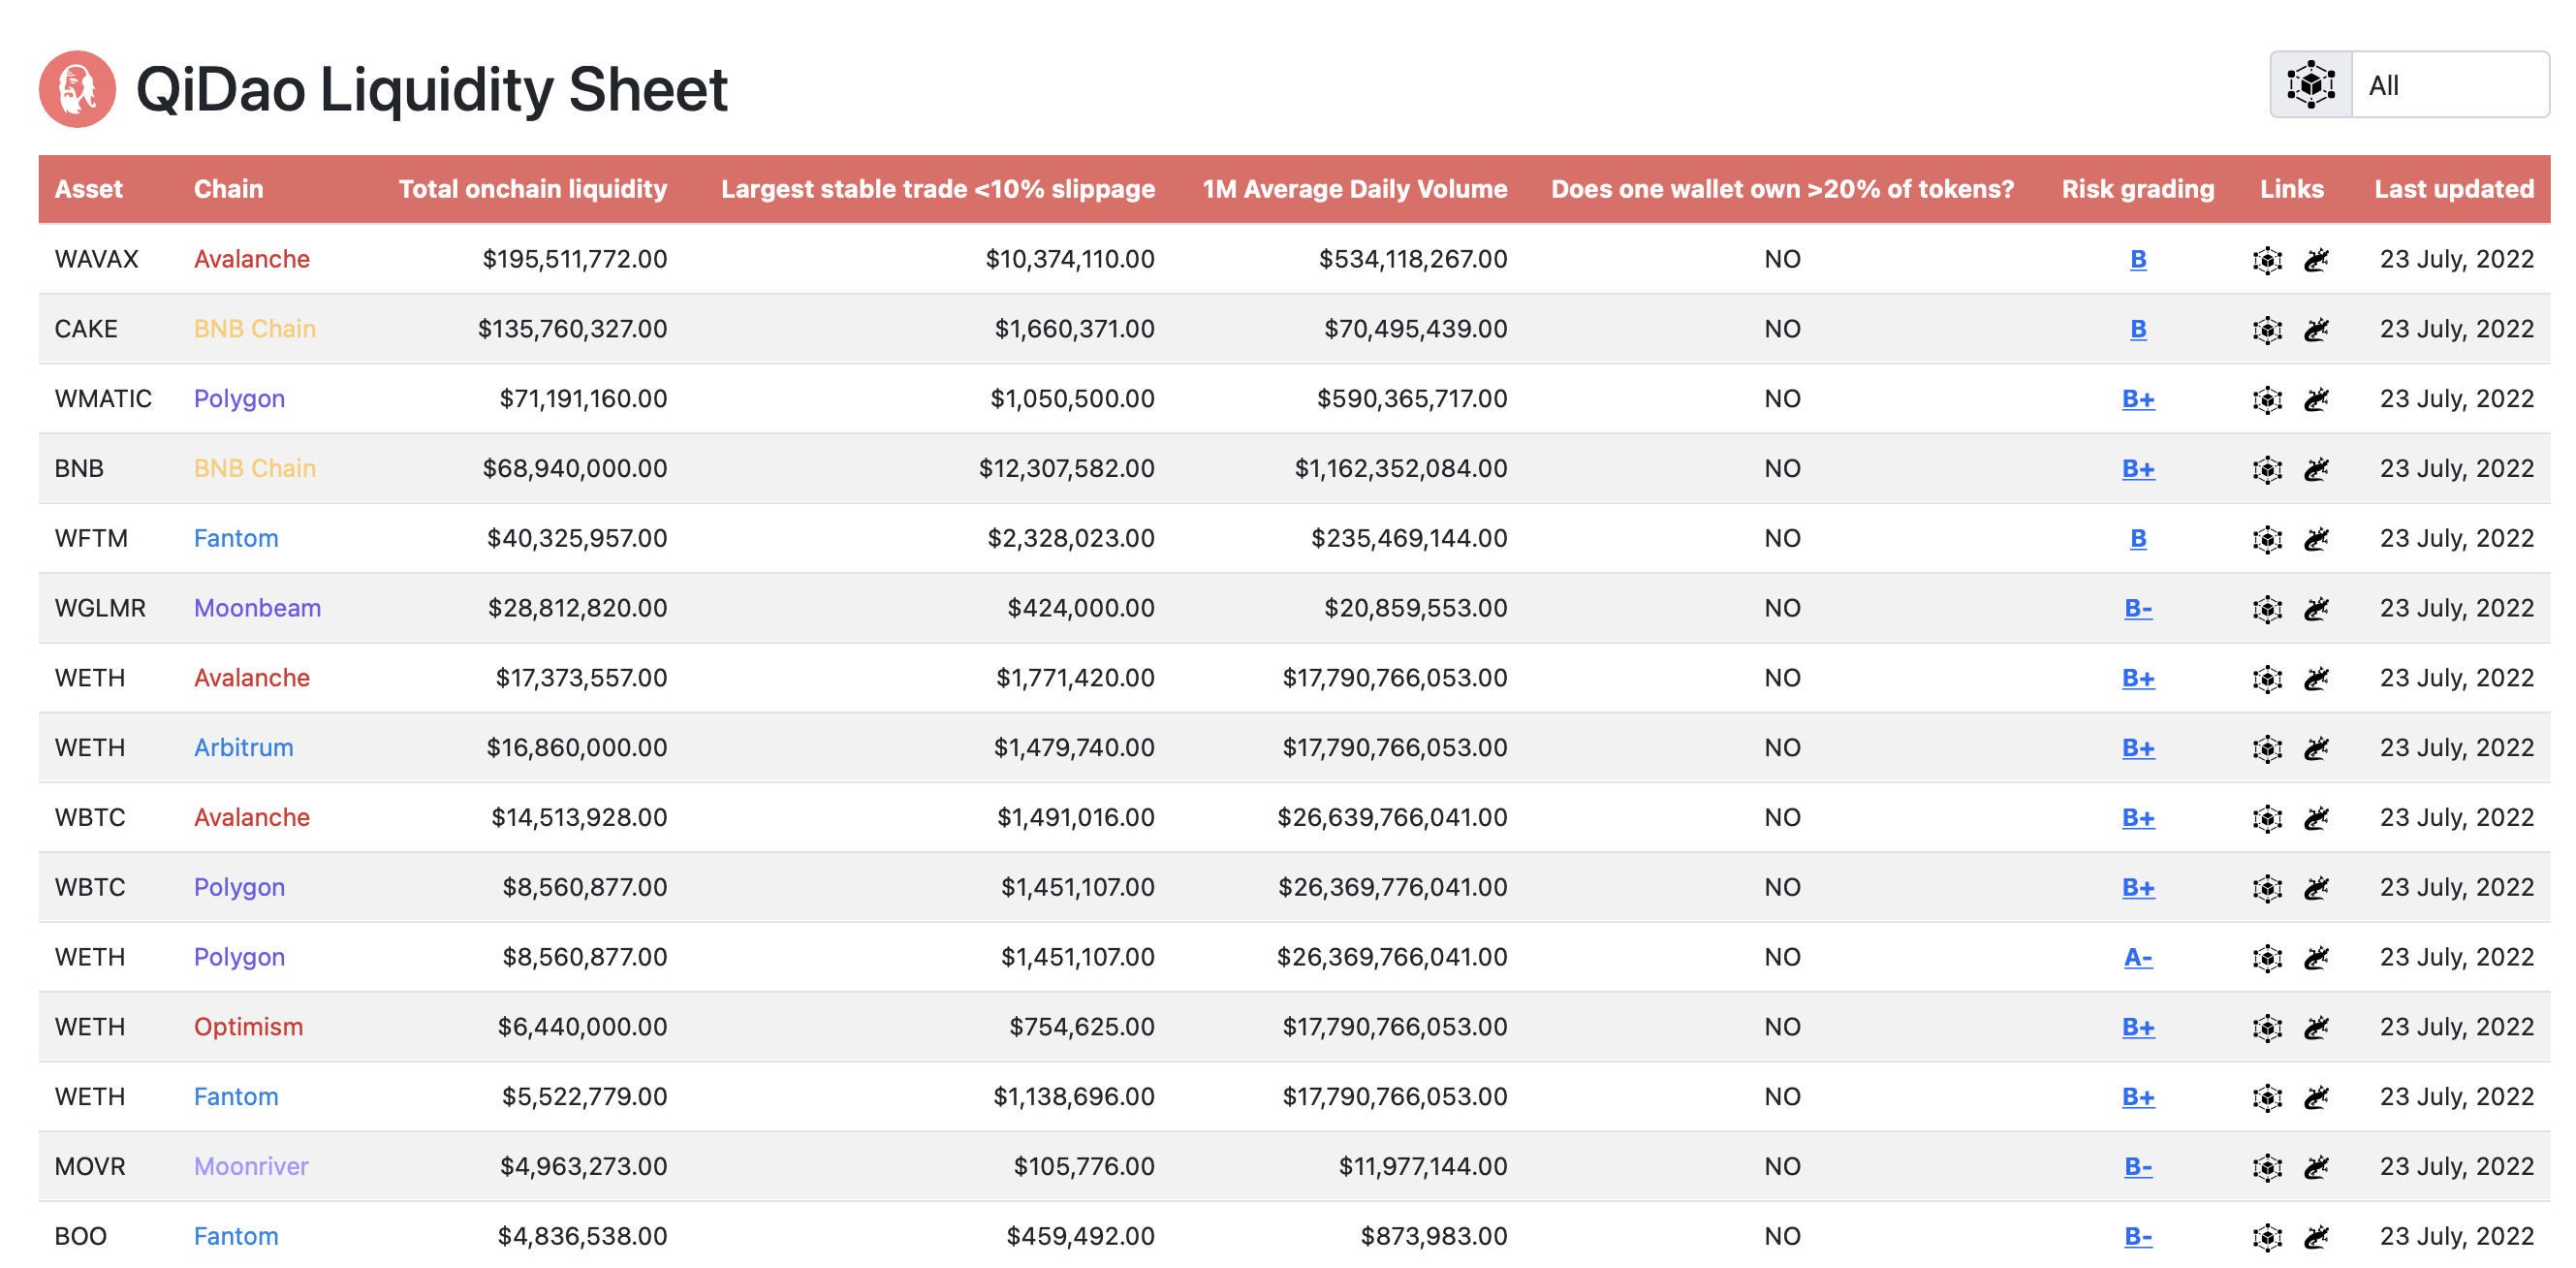 QiDao Liquidity Sheet
All
Asset Chain Total onchain liquidity Largest stable trade <10% slippage 1M Average Daily Volume Does one wallet own >20% of tokens? Risk grading Links Last updated
WAVAX Avalanche $195,511,772.00 $10,374,110.00 $534,118,267.00 NO B 23 July, 2022
CAKE BNB Chain $135,760,327.00 $1,660,371.00 $70,495,439.00 NO B 23 July, 2022
WMATIC Polygon $71,191,160.00 $1,050,500.00 $590,365,717.00 NO B+ 23 July, 2022
BNB BNB Chain $68,940,000.00 $12,307,582.00 $1,162,352,084.00 NO B+ 23 July, 2022
WFTM Fantom $40,325,957.00 $2,328,023.00 $235,469,144.00 NO B 23 July, 2022
WGLMR Moonbeam $28,812,820.00 $424,000.00 $20,859,553.00 NO B- 23 July, 2022
WETH Avalanche $17,373,557.00 $1,771,420.00 $17,790,766,053.00 NO B+ 23 July, 2022
WETH Arbitrum $16,860,000.00 $1,479,740.00 $17,790,766,053.00 NO B+ 23 July, 2022
WBTC Avalanche $14,513,928.00 $1,491,016.00 $26,639,766,041.00 NO B+ 23 July, 2022
WBTC Polygon $8,560,877.00 $1,451,107.00 $26,369,776,041.00 NO B+ 23 July, 2022
WETH Polygon $8,560,877.00 $1,451,107.00 $26,369,766,041.00 NO A- 23 July, 2022
WETH Optimism $6,440,000.00 $754,625.00 $17,790,766,053.00 NO B+ 23 July, 2022
WETH Fantom $5,522,779.00 $1,138,696.00 $17,790,766,053.00 NO B+ 23 July, 2022
MOVR Moonriver $4,963,273.00 $105,776.00 $11,977,144.00 NO B- 23 July, 2022
BOO Fantom $4,836,538.00 $459,492.00 $873,983.00 NO B- 23 July, 2022